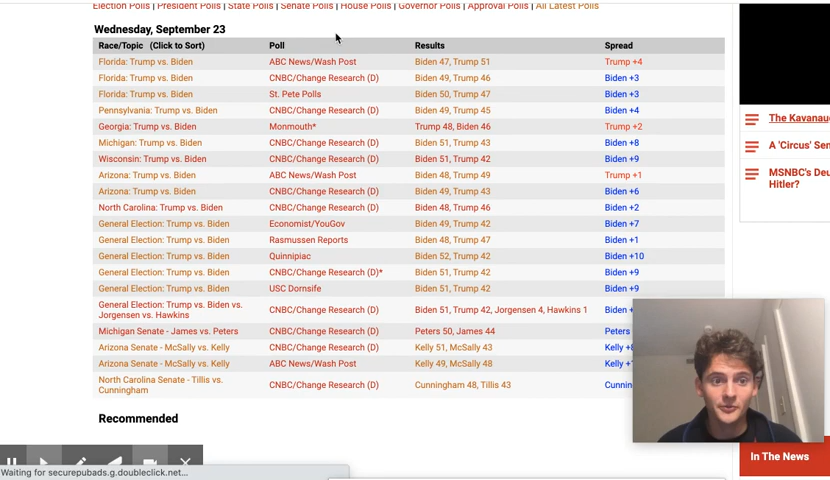 Election Polls | President Polls | State Polls | Senate Polls | House Polls | Governor Polls | Approval Polls | All Latest Polls
Wednesday, September 23
Race/Topic (Click to Sort) Poll Results Spread
Florida: Trump vs. Biden ABC News/Wash Post Biden 47, Trump 51 Trump +4
Florida: Trump vs. Biden CNBC/Change Research (D) Biden 49, Trump 46 Biden +3
Florida: Trump vs. Biden St. Pete Polls Biden 50, Trump 47 Biden +3
Pennsylvania: Trump vs. Biden CNBC/Change Research (D) Biden 49, Trump 45 Biden +4
Georgia: Trump vs. Biden Monmouth* Trump 48, Biden 46 Trump +2
Michigan: Trump vs. Biden CNBC/Change Research (D) Biden 51, Trump 43 Biden +8
Wisconsin: Trump vs. Biden CNBC/Change Research (D) Biden 51, Trump 42 Biden +9
Arizona: Trump vs. Biden ABC News/Wash Post Biden 48, Trump 49 Trump +1
Arizona: Trump vs. Biden CNBC/Change Research (D) Biden 49, Trump 43 Biden +6
North Carolina: Trump vs. Biden CNBC/Change Research (D) Biden 48, Trump 46 Biden +2
General Election: Trump vs. Biden Economist/YouGov Biden 49, Trump 42 Biden +7
General Election: Trump vs. Biden Rasmussen Reports Biden 48, Trump 47 Biden +1
General Election: Trump vs. Biden Quinnipiac Biden 52, Trump 42 Biden +10
General Election: Trump vs. Biden CNBC/Change Research (D)* Biden 51, Trump 42 Biden +9
General Election: Trump vs. Biden USC Dornsife Biden 51, Trump 42 Biden +9
General Election: Trump vs. Biden vs.
Jorgensen vs. Hawkins CNBC/Change Research (D) Biden 51, Trump 42, Jorgensen 4, Hawkins 1 Biden +
Michigan Senate - James vs. Peters CNBC/Change Research (D) Peters 50, James 44 Peters
Arizona Senate - McSally vs. Kelly CNBC/Change Research (D) Kelly 51, McSally 43 Kelly +
Arizona Senate - McSally vs. Kelly ABC News/Wash Post Kelly 49, McSally 48 Kelly +
North Carolina Senate - Tillis vs.
Cunningham CNBC/Change Research (D) Cunningham 48, Tillis 43 Cunnin
Recommended
Waiting for securepubads.g.doubleclick.net...
The Kavanau
A 'Circus' Sen
MSNBC's Deu
Hitler?
In The News